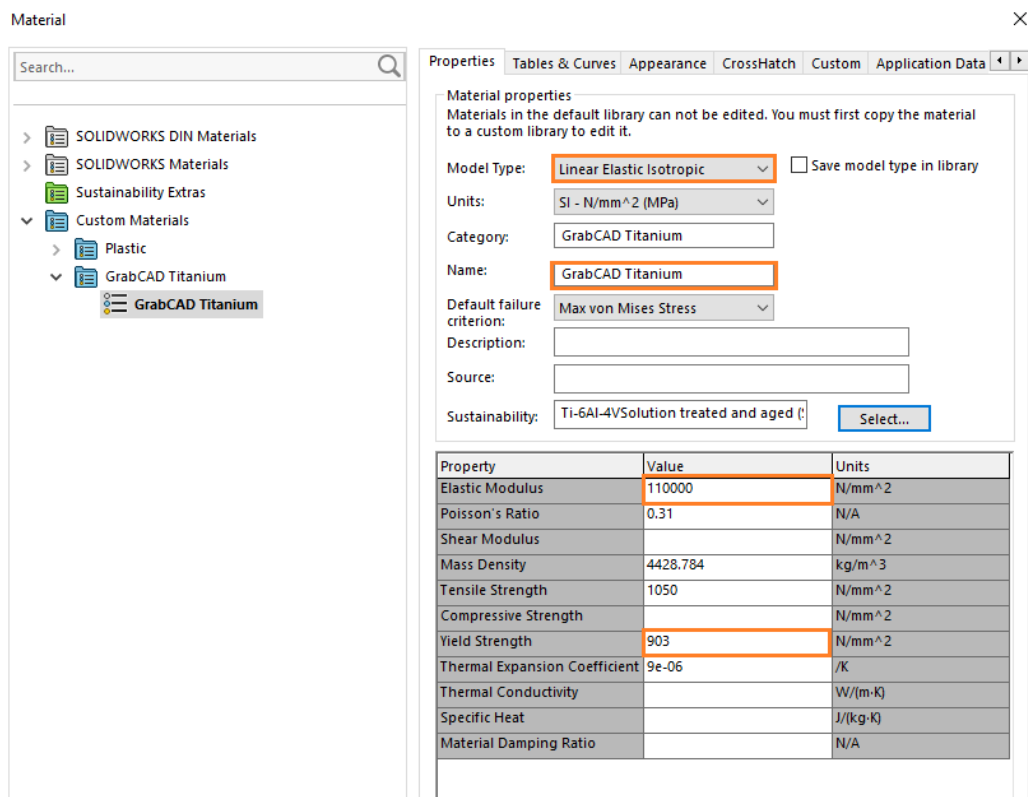 Material
Search...
SOLIDWORKS DIN Materials
SOLIDWORKS Materials
Sustainability Extras
Custom Materials
Plastic
GrabCAD Titanium
GrabCAD Titanium
Properties Tables & Curves Appearance CrossHatch Custom Application Data
Material properties
Materials in the default library can not be edited. You must first copy the material
to a custom library to edit it.
Model Type: Linear Elastic Isotropic Save model type in library
Units: SI - N/mm^2 (MPa)
Category: GrabCAD Titanium
Name: GrabCAD Titanium
Default failure criterion: Max von Mises Stress
Description:
Source:
Sustainability: Ti-6Al-4VSolution treated and aged ( Select...
Property Value Units
Elastic Modulus 110000 N/mm^2
Poisson's Ratio 0.31 N/A
Shear Modulus N/mm^2
Mass Density 4428.784 kg/m^3
Tensile Strength 1050 N/mm^2
Compressive Strength N/mm^2
Yield Strength 903 N/mm^2
Thermal Expansion Coefficient 9e-06 /K
Thermal Conductivity W/(m·K)
Specific Heat J/(kg·K)
Material Damping Ratio N/A